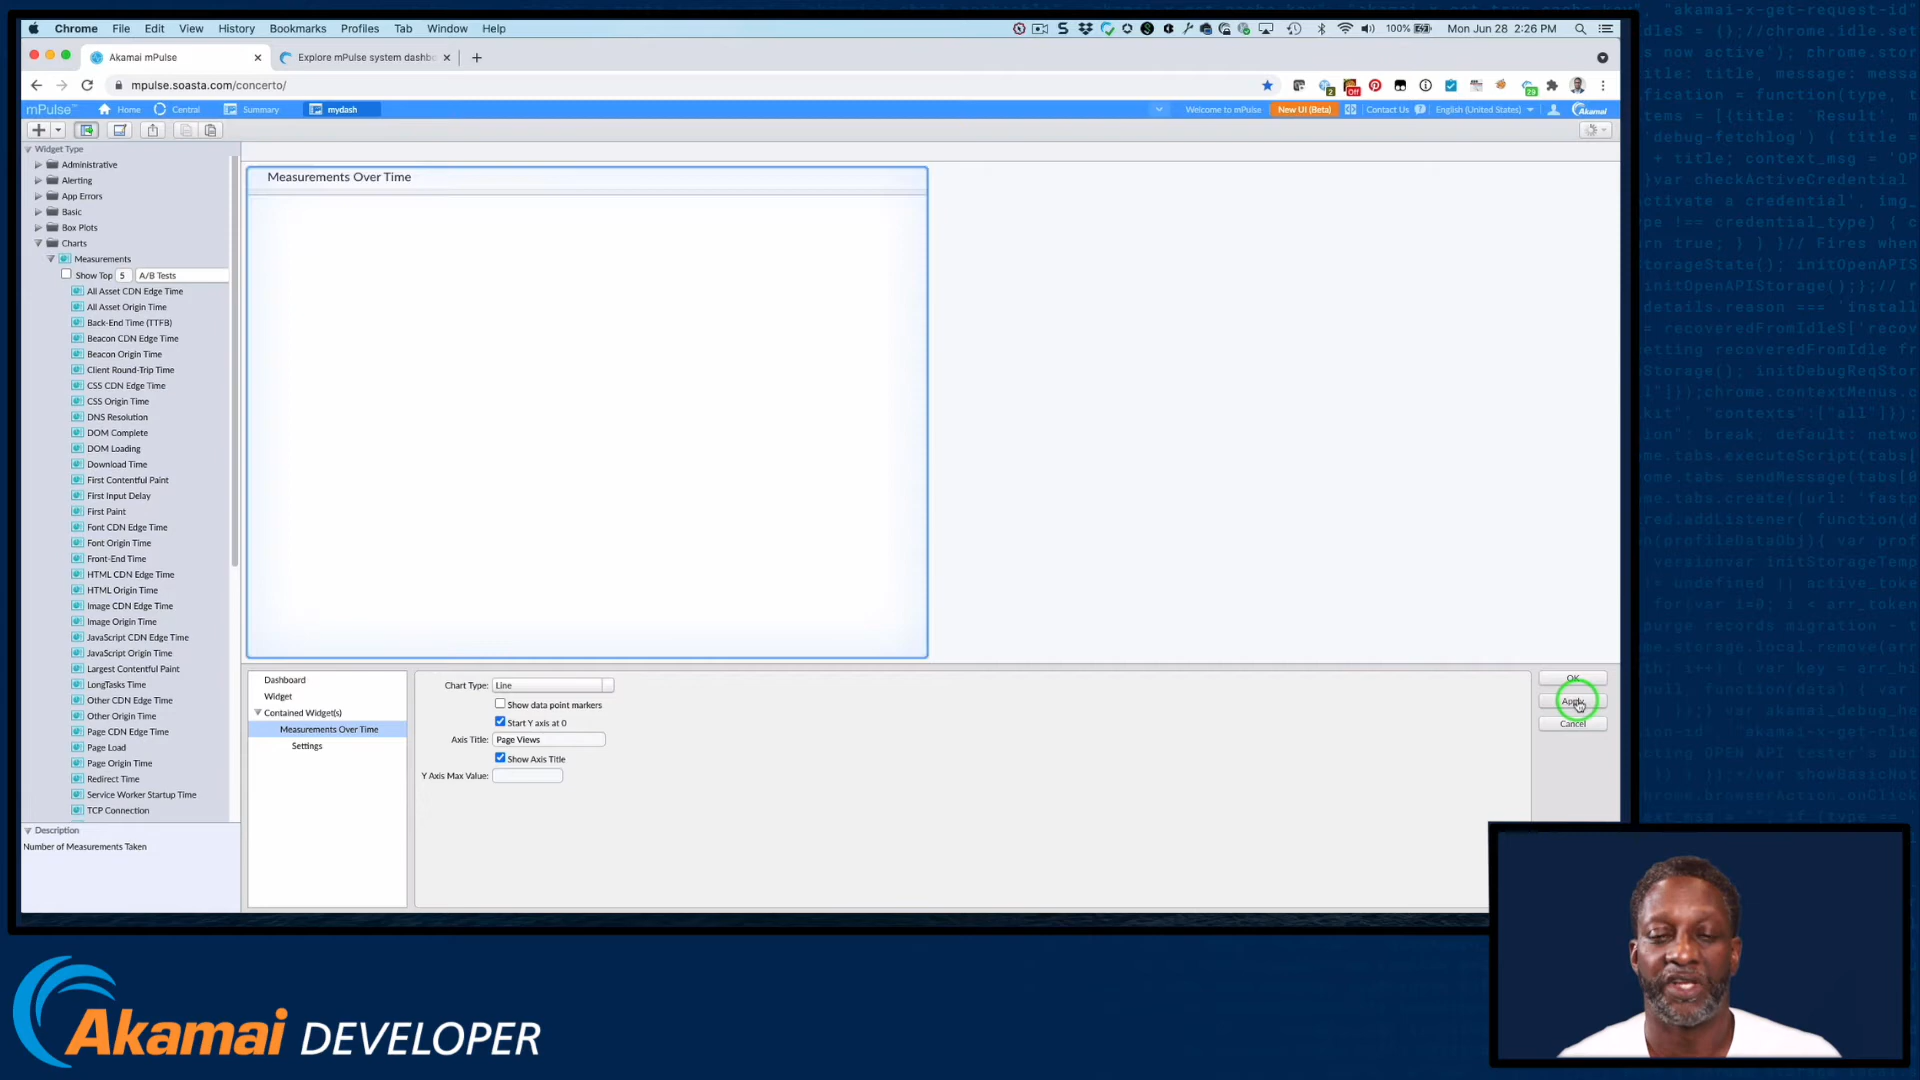 Chrome File Edit View History Bookmarks Profiles Tab Window Help
100% Mon Jun 28 2:26 PM
Akamai mPulse
Explore mPulse system dashb
mpulse.soasta.com/concerto/
mPulse Home Central Summary mydash
Welcome to mPulse New UI (Beta) Contact Us English (United States) Akamai
Widget Type
Administrative
Alerting
App Errors
Basic
Box Plots
Charts
Measurements
Show Top 5 A/B Tests
All Asset CDN Edge Time
All Asset Origin Time
Back-End Time (TTFB)
Beacon CDN Edge Time
Beacon Origin Time
Client Round-Trip Time
CSS CDN Edge Time
CSS Origin Time
DNS Resolution
DOM Complete
DOM Loading
Download Time
First Contentful Paint
First Input Delay
First Paint
Font CDN Edge Time
Font Origin Time
Front-End Time
HTML CDN Edge Time
HTML Origin Time
Image CDN Edge Time
Image Origin Time
JavaScript CDN Edge Time
JavaScript Origin Time
Largest Contentful Paint
LongTasks Time
Other CDN Edge Time
Other Origin Time
Page CDN Edge Time
Page Load
Page Origin Time
Redirect Time
Service Worker Startup Time
TCP Connection
Description
Number of Measurements Taken
Measurements Over Time
Dashboard
Widget
Contained Widget(s)
Measurements Over Time
Settings
Chart Type: Line
Show data point markers
Start Y axis at 0
Axis Title: Page Views
Show Axis Title
Y Axis Max Value:
OK
Apply
Cancel
Akamai DEVELOPER